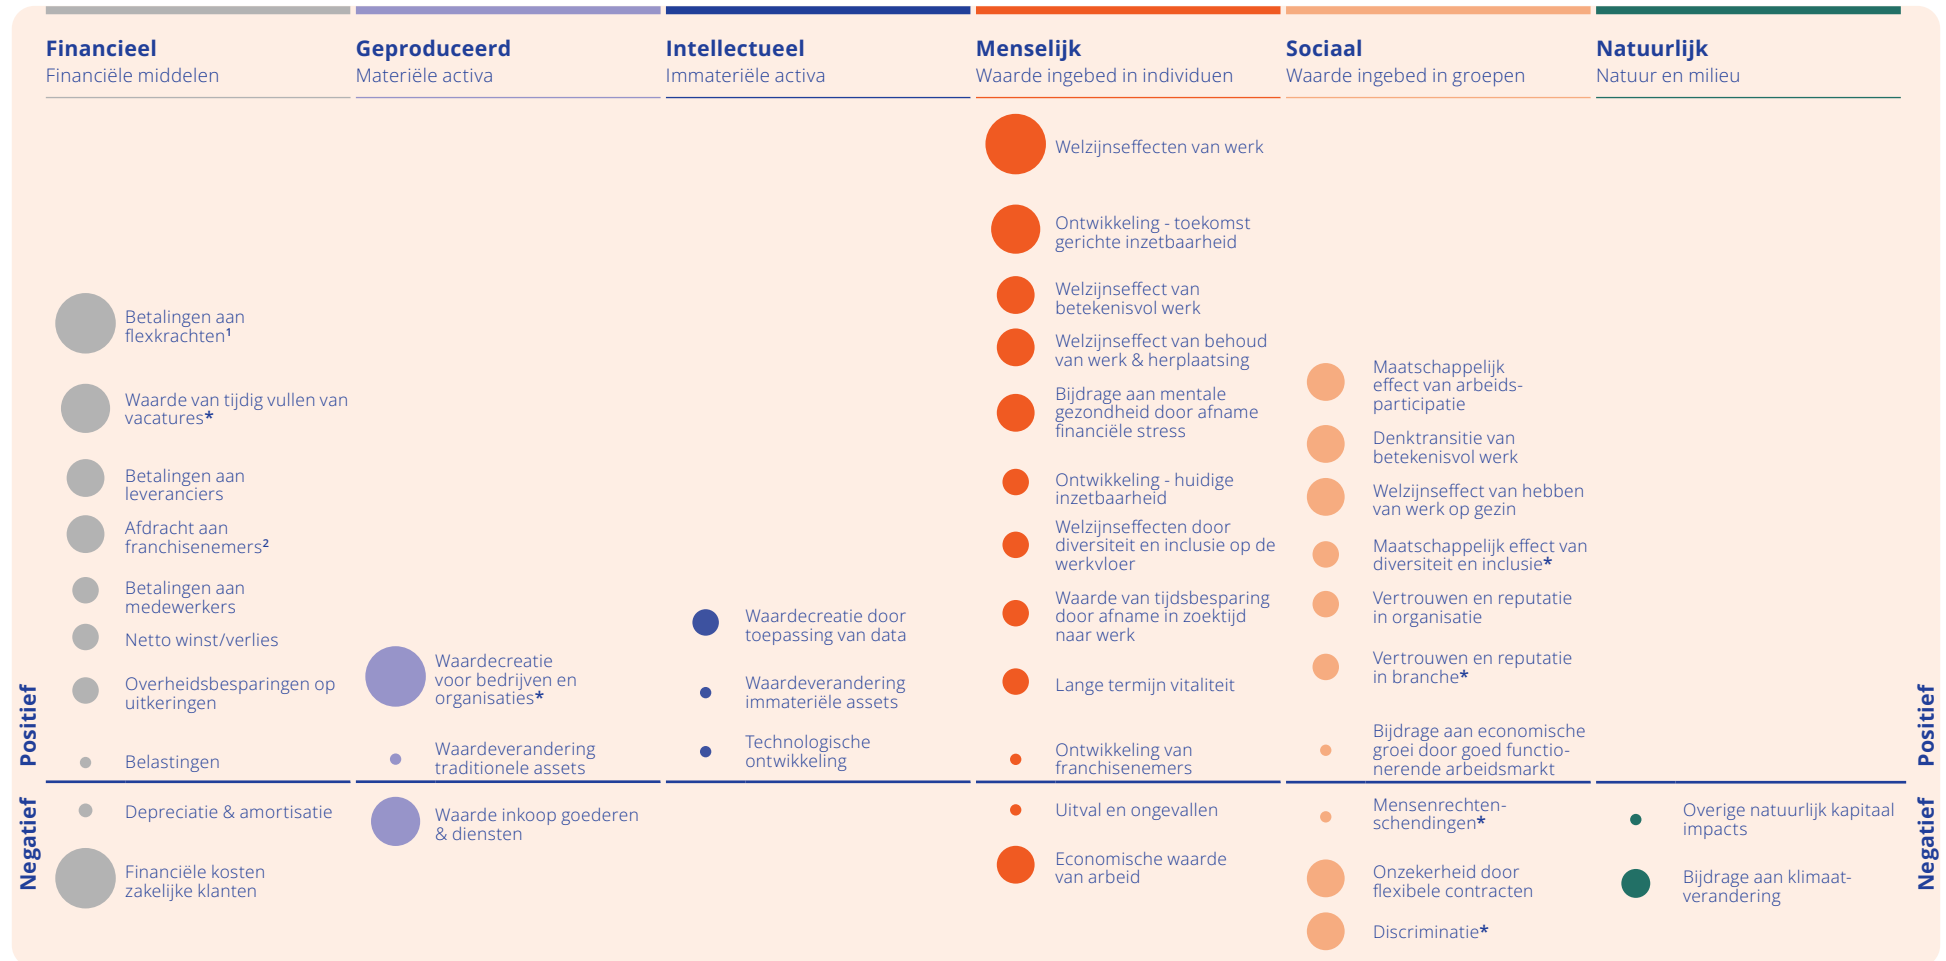 Financieel
Financiële middelen
Betalingen aan
flexkrachten¹
Waarde van tijdig vullen van
vacatures*
Betalingen aan
leveranciers
Afdracht aan
franchisenemers²
Betalingen aan
medewerkers
Netto winst/verlies
Overheidsbesparingen op
uitkeringen
Belastingen
Depreciatie & amortisatie
Financiële kosten
zakelijke klanten
Geproduceerd
Materiële activa
Waardecreatie
voor bedrijven en
organisaties*
Waardeverandering
traditionele assets
Waarde inkoop goederen
& diensten
Intellectueel
Immateriële activa
Waardecreatie door
toepassing van data
Waardeverandering
immateriële assets
Technologische
ontwikkeling
Menselijk
Waarde ingebed in individuen
Welzijnseffecten van werk
Ontwikkeling - toekomst
gerichte inzetbaarheid
Welzijnseffect van
betekenisvol werk
Welzijnseffect van behoud
van werk & herplaatsing
Bijdrage aan mentale
gezondheid door afname
financiële stress
Ontwikkeling - huidige
inzetbaarheid
Welzijnseffecten door
diversiteit en inclusie op de
werkvloer
Waarde van tijdsbesparing
door afname in zoektijd
naar werk
Lange termijn vitaliteit
Ontwikkeling van
franchisenemers
Uitval en ongevallen
Economische waarde
van arbeid
Sociaal
Waarde ingebed in groepen
Maatschappelijk
effect van arbeids-
participatie
Denktransitie van
betekenisvol werk
Welzijnseffect van hebben
van werk op gezin
Maatschappelijk effect van
diversiteit en inclusie*
Vertrouwen en reputatie
in organisatie
Vertrouwen en reputatie
in branche*
Bijdrage aan economische
groei door goed functio-
nerende arbeidsmarkt
Mensenrechten-
schendingen*
Onzekerheid door
flexibele contracten
Discriminatie*
Natuurlijk
Natuur en milieu
Overige natuurlijk kapitaal
impacts
Bijdrage aan klimaat-
verandering
Positief
Negatief
Positief
Negatief